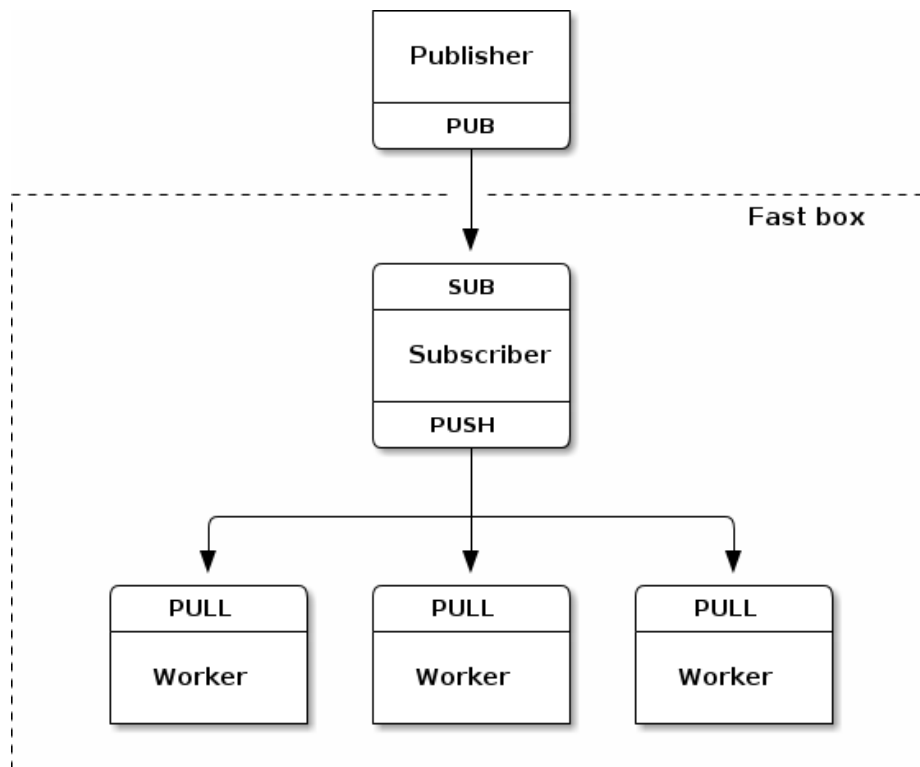 Publisher
PUB
Fast box
SUB
Subscriber
PUSH
PULL
PULL
PULL
Worker
Worker
Worker